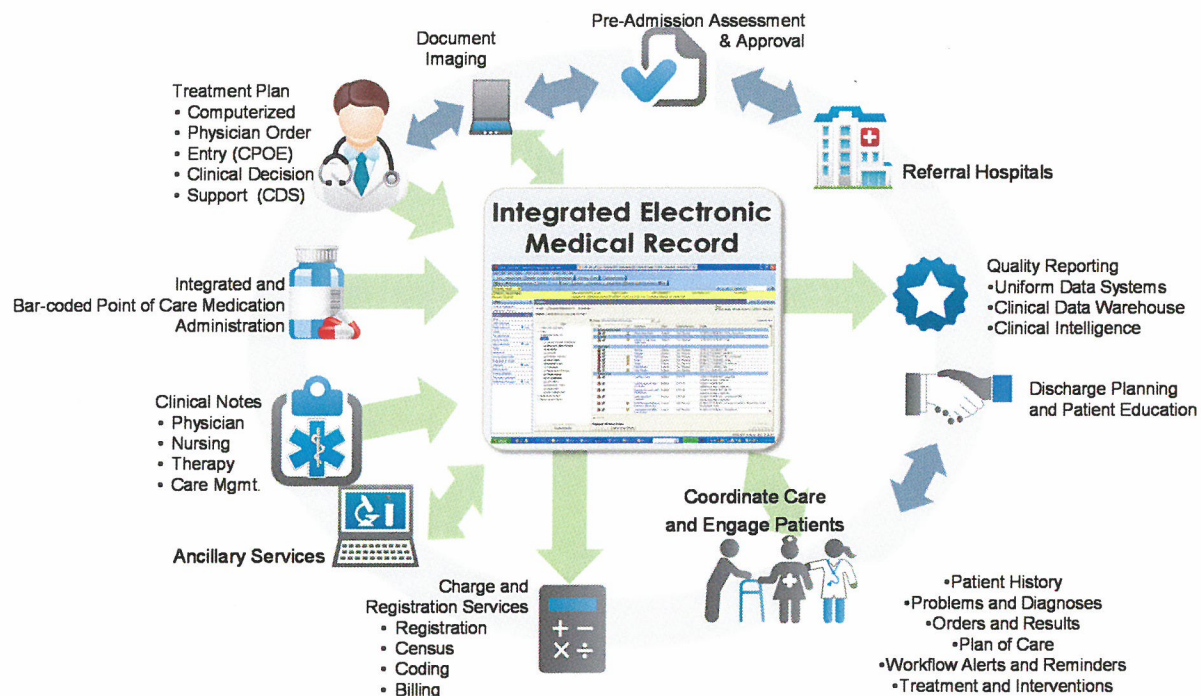 Pre-Admission Assessment
& Approval
Document
Imaging
Treatment Plan
• Computerized
• Physician Order
• Entry (CPOE)
• Clinical Decision
• Support (CDS)
Referral Hospitals
Integrated Electronic
Medical Record
Integrated and
Bar-coded Point of Care Medication
Administration
Quality Reporting
•Uniform Data Systems
•Clinical Data Warehouse
•Clinical Intelligence
Clinical Notes
• Physician
• Nursing
• Therapy
• Care Mgmt.
Discharge Planning
and Patient Education
Coordinate Care
and Engage Patients
Ancillary Services
Charge and
Registration Services
• Registration
• Census
• Coding
• Billing
•Patient History
•Problems and Diagnoses
•Orders and Results
•Plan of Care
•Workflow Alerts and Reminders
•Treatment and Interventions